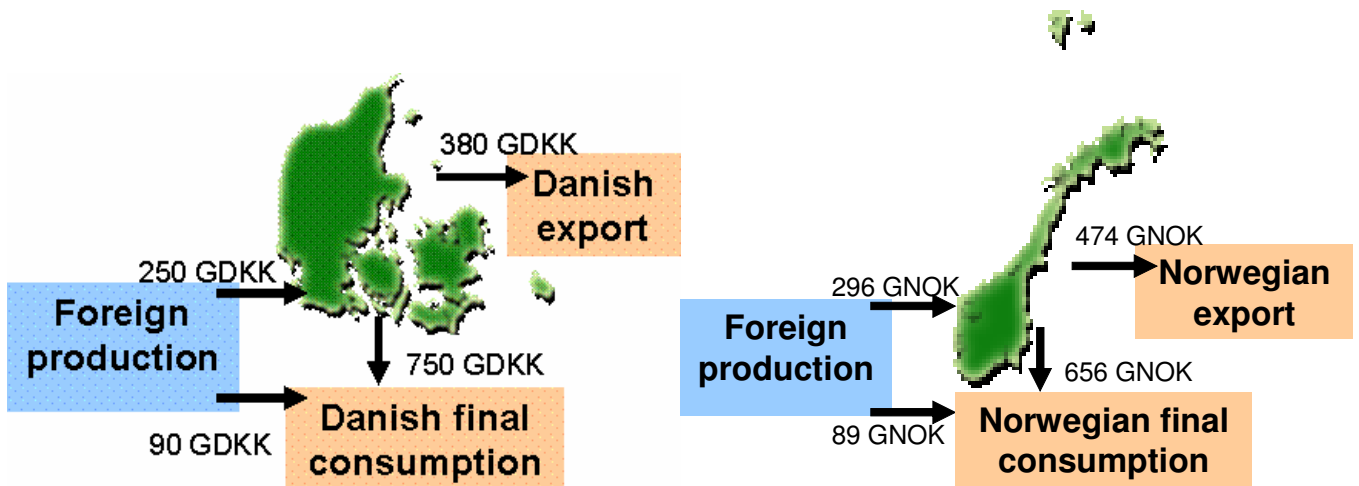 380 GDKK
Danish
export
250 GDKK
Foreign
production
750 GDKK
Danish final
consumption
90 GDKK
474 GNOK
Norwegian
export
296 GNOK
Foreign
production
656 GNOK
Norwegian final
consumption
89 GNOK